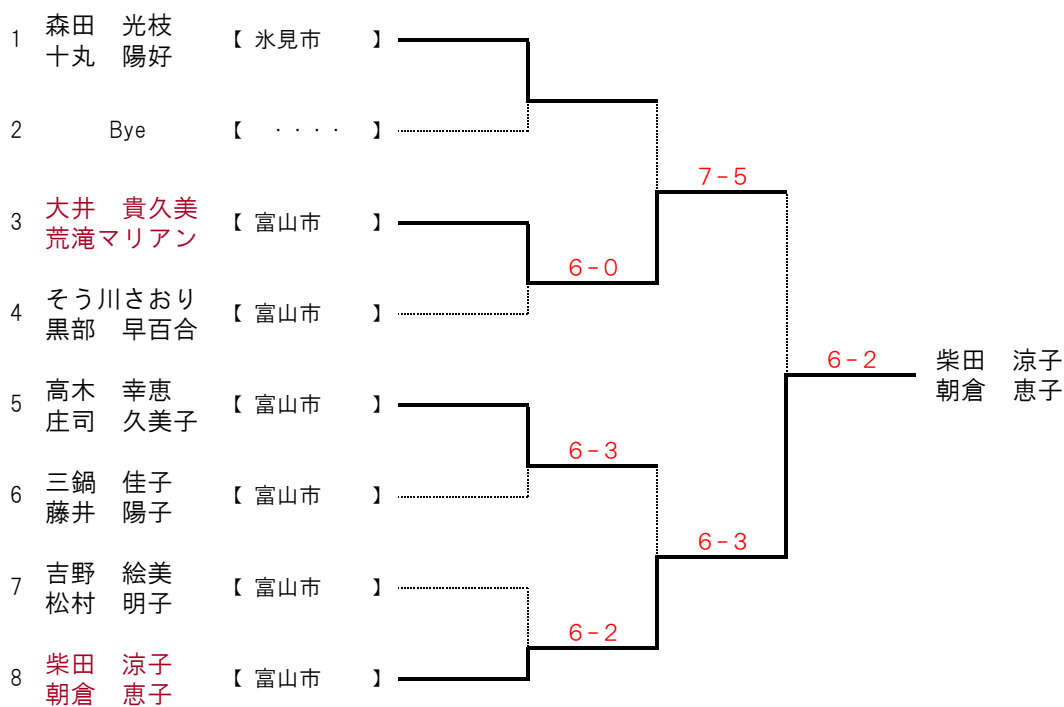 森田　光枝
1 【 氷見市 】
十丸　陽好
2 Bye 【 ・・・・ 】
7-5
大井　貴久美
3 【 富山市 】
荒滝マリアン
6-0
そう川さおり
4 【 富山市 】
黒部　早百合
6-2 柴田　涼子
朝倉　恵子
高木　幸恵
5 【 富山市 】
庄司　久美子
6-3
三鍋　佳子
6 【 富山市 】
藤井　陽子
6-3
吉野　絵美
7 【 富山市 】
松村　明子
6-2
柴田　涼子
8 【 富山市 】
朝倉　恵子